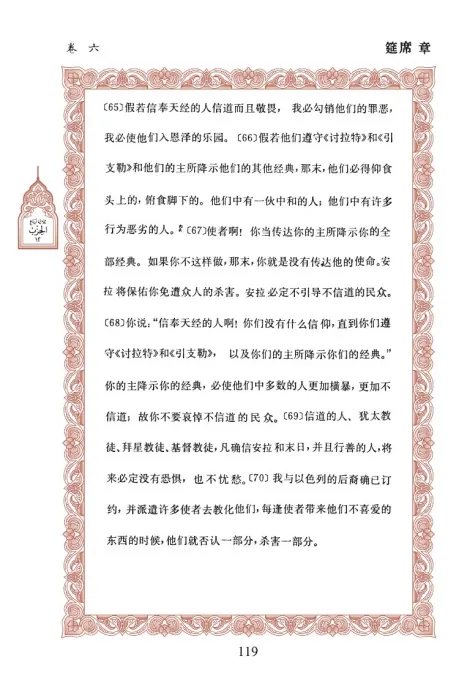 卷 六
筵席 章
〔65〕假若信奉天经的人信道而且敬畏， 我必勾销他们的罪恶，
我必使他们入恩泽的乐园。〔66〕假若他们遵守《讨拉特》和《引
支勒》和他们的主所降示他们的其他经典，那末，他们必得仰食
头上的，俯食脚下的。他们中有一伙中和的人；他们中有许多
الحزب
١٢
行为恶劣的人。〔67〕使者啊！ 你当传达你的主所降示你的全
部经典。 如果你不这样做，那末，你就是没有传达他的使命。安
拉将保佑你免遭众人的杀害。安拉必定不引导不信道的民众。
〔68〕你说：“信奉天经的人啊！你们没有什么信仰，直到你们遵
守《讨拉特》和《引支勒》， 以及你们的主所降示你们的经典。”
你的主降示你的经典，必使他们中多数的人更加横暴，更加不
信道；故你不要哀悼不信道的民众。〔69〕信道的人、犹太教
徒、拜星教徒、基督教徒，凡确信安拉和末日，并且行善的人，将
来必定没有恐惧， 也不忧愁。〔70〕我与以色列的后裔确已订
约，并派遣许多使者去教化他们，每逢使者带来他们不喜爱的
东西的时候，他们就否认一部分，杀害一部分。
119